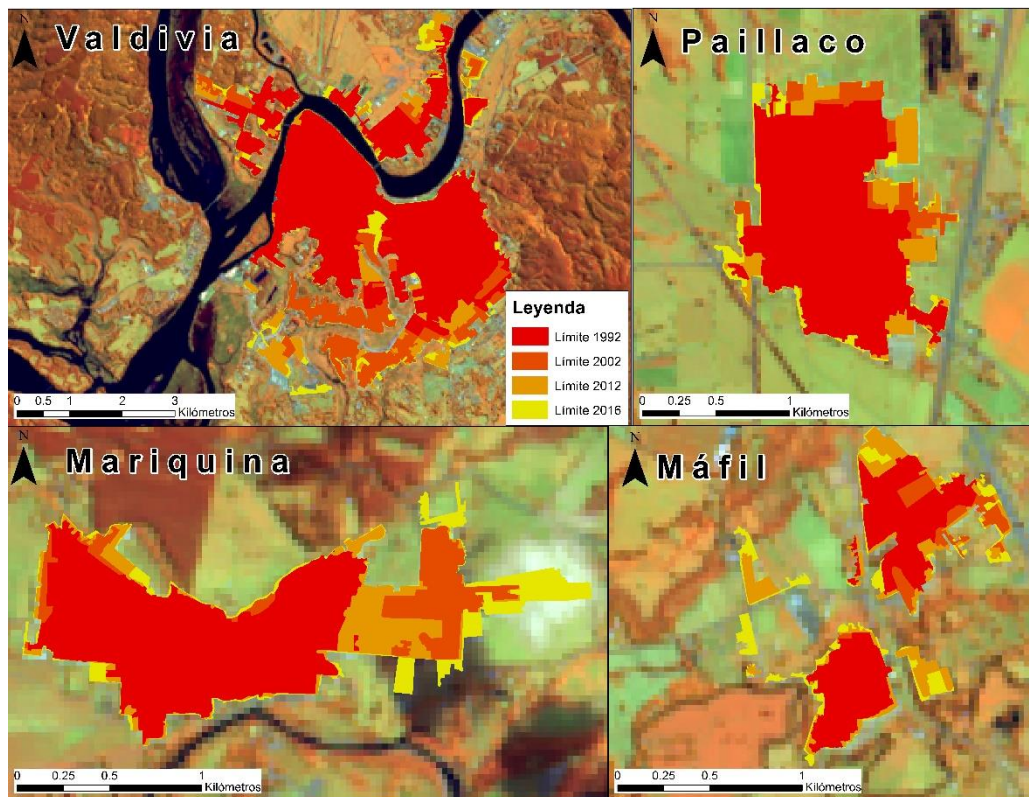 N
Valdivia
Leyenda
Límite 1992
Límite 2002
Límite 2012
Límite 2016
0 0.5 1 2 3
Kilómetros
N
Paillaco
0 0.25 0.5 1
Kilómetros
N
Mariquina
0 0.25 0.5 1
Kilómetros
N
Máfil
0 0.25 0.5 1
Kilómetros